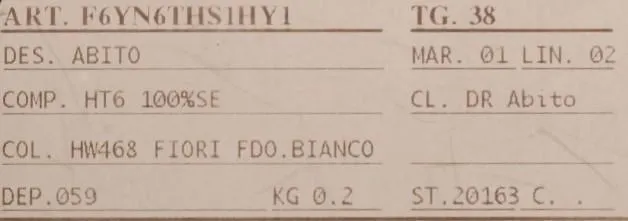 ART. F6YN6THS1HY1 TG. 38
DES. ABITO MAR. 01 LIN. 02
COMP. HT6 100%SE CL. DR Abito
COL. HW468 FIORI FDO.BIANCO
DEP.059 KG 0.2 ST.20163 C. .